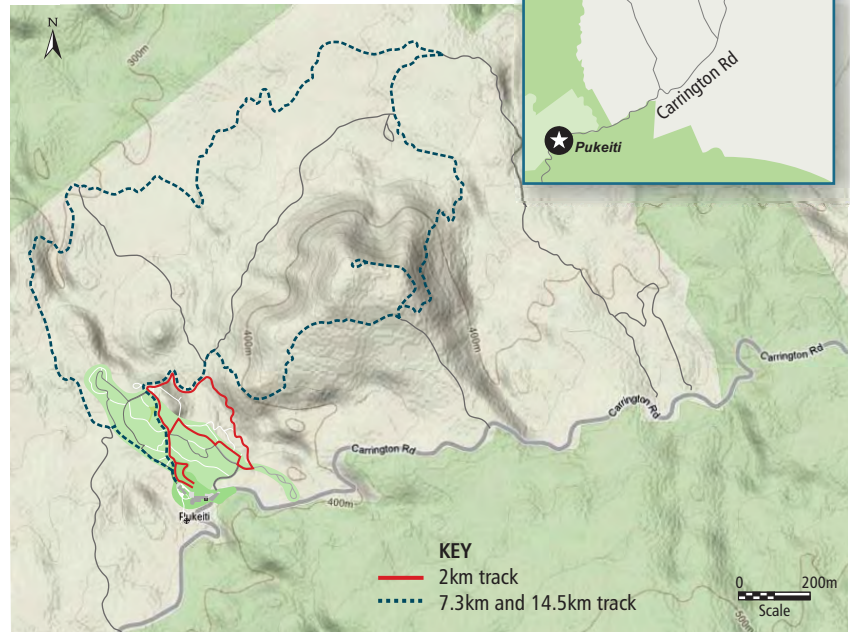 N
300m
Carrington Rd
Pukeiti
400m
400m
Carrington Rd
Carrington Rd
Carrington Rd
400m
Pukeiti
KEY
2km track
7.3km and 14.5km track
0 200m
Scale
500m